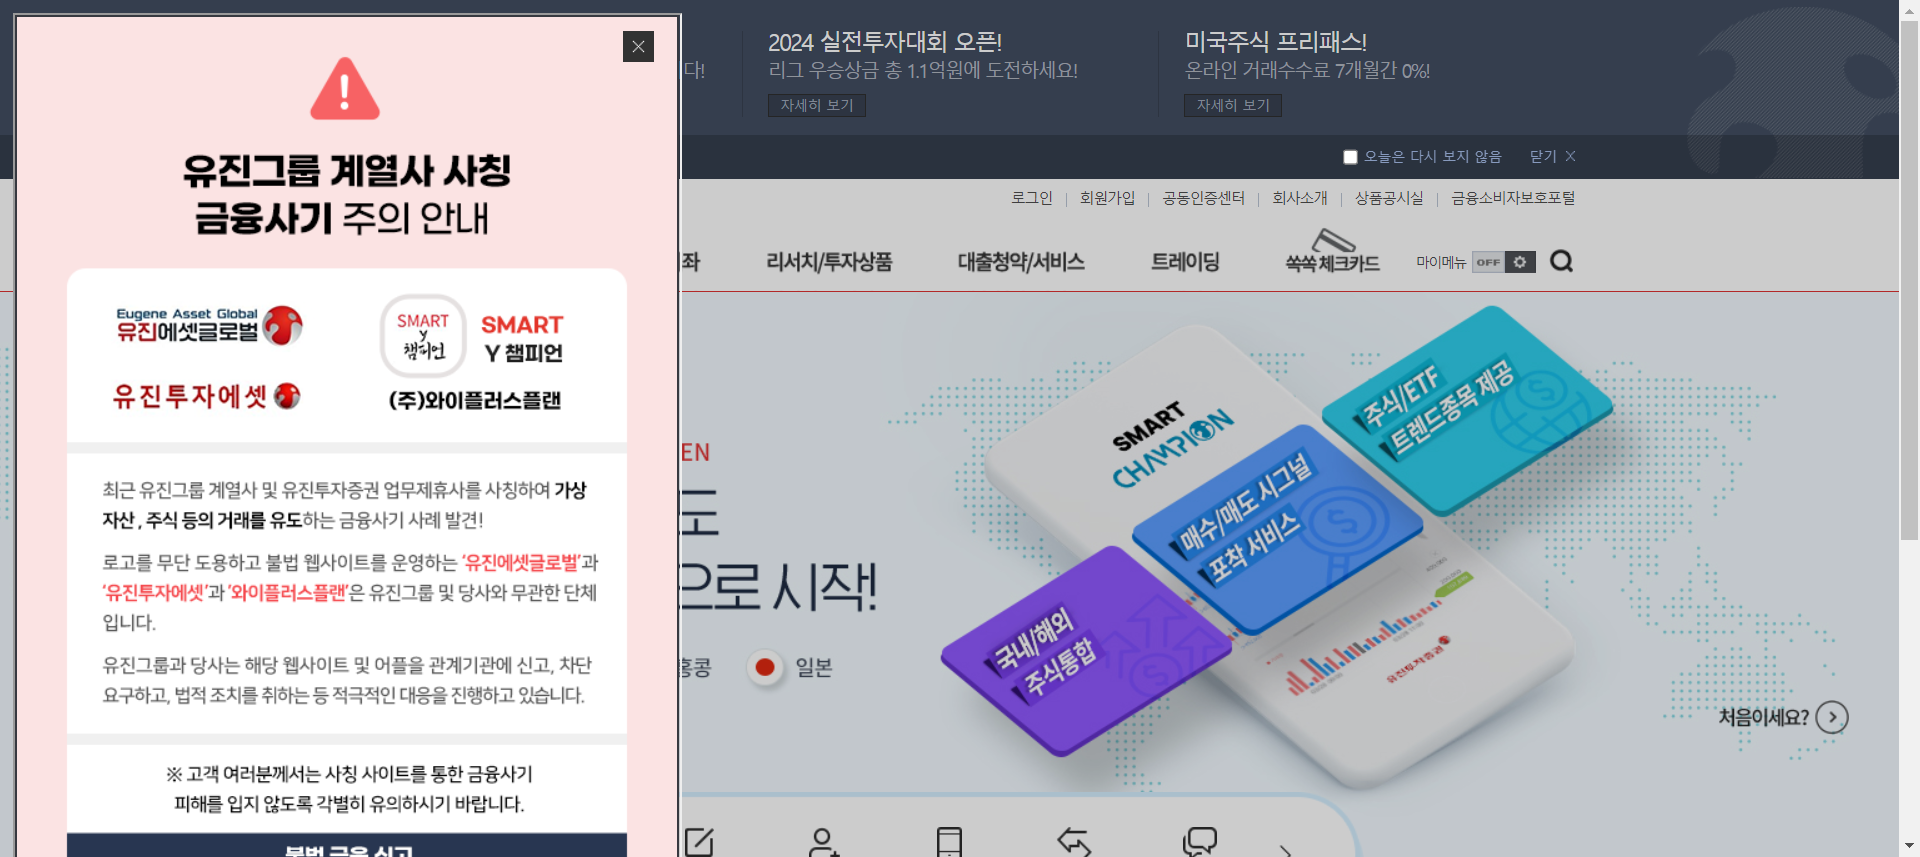 유진그룹 계열사 사칭
금융사기 주의 안내
Eugene Asset Global
유진에셋글로벌
유진투자에셋
SMART
Y
챔피언
SMART
Y 챔피언
(주)와이플러스플랜
최근 유진그룹 계열사 및 유진투자증권 업무제휴사를 사칭하여 가상
자산, 주식 등의 거래를 유도하는 금융사기 사례 발견!
로고를 무단 도용하고 불법 웹사이트를 운영하는 ‘유진에셋글로벌’과
‘유진투자에셋’과 ‘와이플러스플랜’은 유진그룹 및 당사와 무관한 단체
입니다.
유진그룹과 당사는 해당 웹사이트 및 어플을 관계기관에 신고, 차단
요구하고, 법적 조치를 취하는 등 적극적인 대응을 진행하고 있습니다.
※ 고객 여러분께서는 사칭 사이트를 통한 금융사기
피해를 입지 않도록 각별히 유의하시기 바랍니다.
불법 금융 신고
다!
2024 실전투자대회 오픈!
리그 우승상금 총 1.1억원에 도전하세요!
자세히 보기
미국주식 프리패스!
온라인 거래수수료 7개월간 0%!
자세히 보기
오늘은 다시 보지 않음 닫기
로그인 회원가입 공동인증센터 회사소개 상품공시실 금융소비자보호포털
좌 리서치/투자상품 대출청약/서비스 트레이딩 쏙쏙 체크카드 마이메뉴 OFF
EN
도
으로 시작!
홍콩 일본
SMART
CHAMPION
주식/ETF
트렌드종목 제공
매수/매도 시그널
포착 서비스
국내/해외
주식통합
유진투자증권
처음이세요?